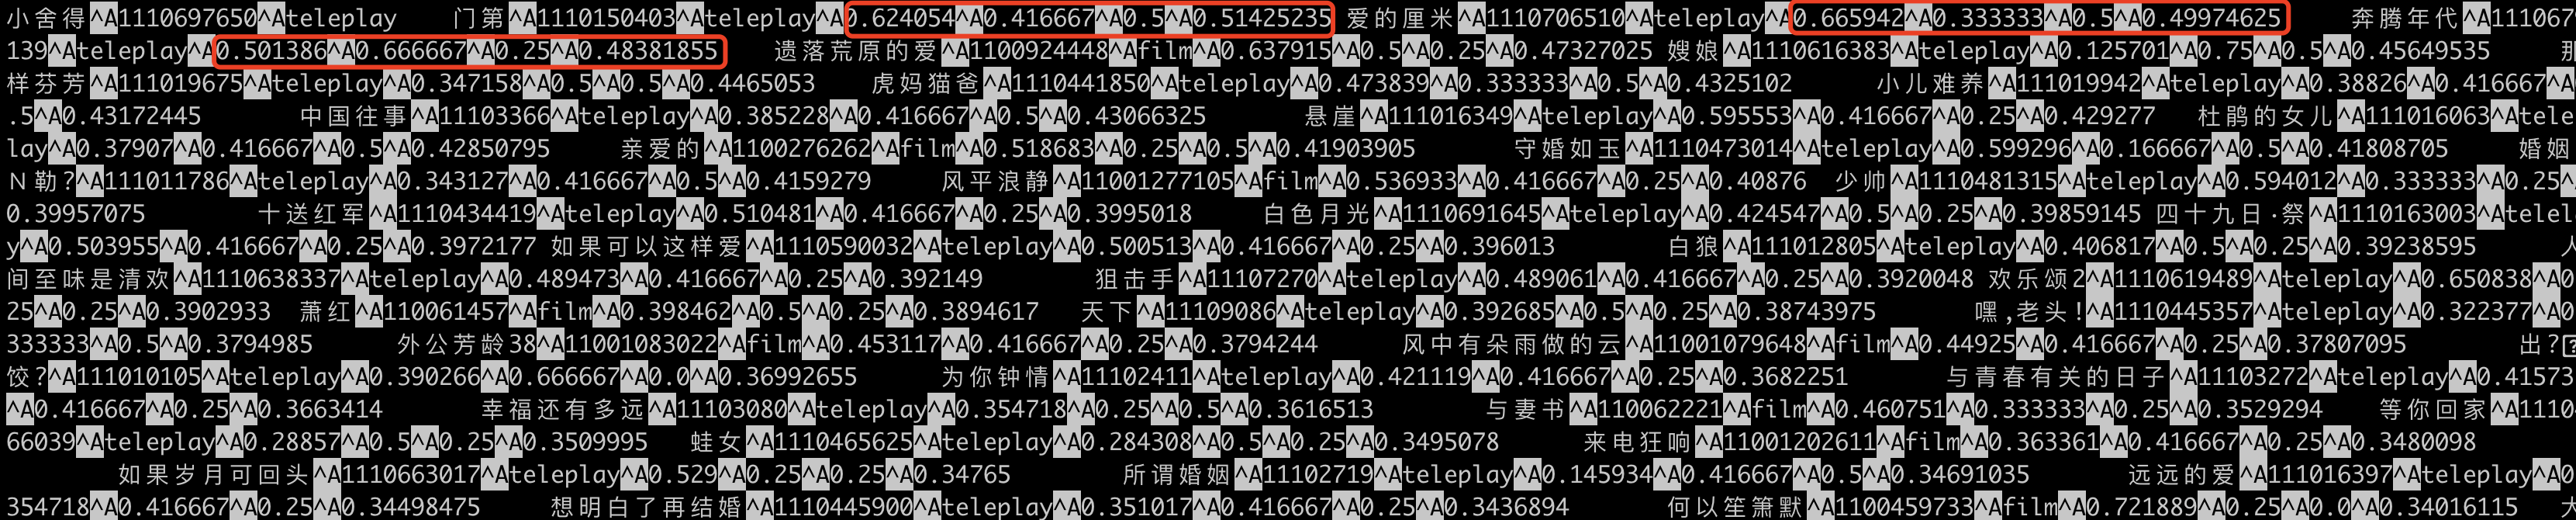 小舍得^A1110697650^Ateleplay 门第^A1110150403^Ateleplay^A0.624054^A0.416667^A0.5^A0.51425235 爱的厘米^A1110706510^Ateleplay^A0.665942^A0.333333^A0.5^A0.49974625 奔腾年代^A111067
139^Ateleplay^A0.501386^A0.666667^A0.25^A0.48381855 遗落荒原的爱^A1100924448^Afilm^A0.637915^A0.5^A0.25^A0.47327025 嫂娘^A1110616383^Ateleplay^A0.125701^A0.75^A0.5^A0.45649535 那
样芬芳^A111019675^Ateleplay^A0.347158^A0.5^A0.5^A0.4465053 虎妈猫爸^A1110441850^Ateleplay^A0.473839^A0.333333^A0.5^A0.4325102 小儿难养^A111019942^Ateleplay^A0.38826^A0.416667^A
.5^A0.43172445 中国往事^A11103366^Ateleplay^A0.385228^A0.416667^A0.5^A0.43066325 悬崖^A111016349^Ateleplay^A0.595553^A0.416667^A0.25^A0.429277 杜鹃的女儿^A111016063^Atele
lay^A0.37907^A0.416667^A0.5^A0.42850795 亲爱的^A1100276262^Afilm^A0.518683^A0.25^A0.5^A0.41903905 守婚如玉^A1110473014^Ateleplay^A0.599296^A0.166667^A0.5^A0.41808705 婚姻
N勒?^A111011786^Ateleplay^A0.343127^A0.416667^A0.5^A0.4159279 风平浪静^A11001277105^Afilm^A0.536933^A0.416667^A0.25^A0.40876 少帅^A1110481315^Ateleplay^A0.594012^A0.333333^A0.25^
0.39957075 十送红军^A1110434419^Ateleplay^A0.510481^A0.416667^A0.25^A0.3995018 白色月光^A1110691645^Ateleplay^A0.424547^A0.5^A0.25^A0.39859145 四十九日·祭^A1110163003^Atelel
y^A0.503955^A0.416667^A0.25^A0.3972177 如果可以这样爱^A1110590032^Ateleplay^A0.500513^A0.416667^A0.25^A0.396013 白狼^A111012805^Ateleplay^A0.406817^A0.5^A0.25^A0.39238595
间至味是清欢^A1110638337^Ateleplay^A0.489473^A0.416667^A0.25^A0.392149 狙击手^A11107270^Ateleplay^A0.489061^A0.416667^A0.25^A0.3920048 欢乐颂2^A1110619489^Ateleplay^A0.650838^A0
25^A0.25^A0.3902933 萧红^A110061457^Afilm^A0.398462^A0.5^A0.25^A0.3894617 天下^A11109086^Ateleplay^A0.392685^A0.5^A0.25^A0.38743975 嘿,老头!^A1110445357^Ateleplay^A0.322377^A0
333333^A0.5^A0.3794985 外公芳龄38^A11001083022^Afilm^A0.453117^A0.416667^A0.25^A0.3794244 风中有朵雨做的云^A11001079648^Afilm^A0.44925^A0.416667^A0.25^A0.37807095 出?
饺?^A111010105^Ateleplay^A0.390266^A0.666667^A0.0^A0.36992655 为你钟情^A11102411^Ateleplay^A0.421119^A0.416667^A0.25^A0.3682251 与青春有关的日子^A11103272^Ateleplay^A0.41573
^A0.416667^A0.25^A0.3663414 幸福还有多远^A11103080^Ateleplay^A0.354718^A0.25^A0.5^A0.3616513 与妻书^A110062221^Afilm^A0.460751^A0.333333^A0.25^A0.3529294 等你回家^A1110
66039^Ateleplay^A0.28857^A0.5^A0.25^A0.3509995 蛙女^A1110465625^Ateleplay^A0.284308^A0.5^A0.25^A0.3495078 来电狂响^A11001202611^Afilm^A0.363361^A0.416667^A0.25^A0.3480098
如果岁月可回头^A1110663017^Ateleplay^A0.529^A0.25^A0.25^A0.34765 所谓婚姻^A11102719^Ateleplay^A0.145934^A0.416667^A0.5^A0.34691035 远远的爱^A111016397^Ateleplay^A0
354718^A0.416667^A0.25^A0.34498475 想明白了再结婚^A1110445900^Ateleplay^A0.351017^A0.416667^A0.25^A0.3436894 何以笙箫默^A1100459733^Afilm^A0.721889^A0.25^A0.0^A0.34016115